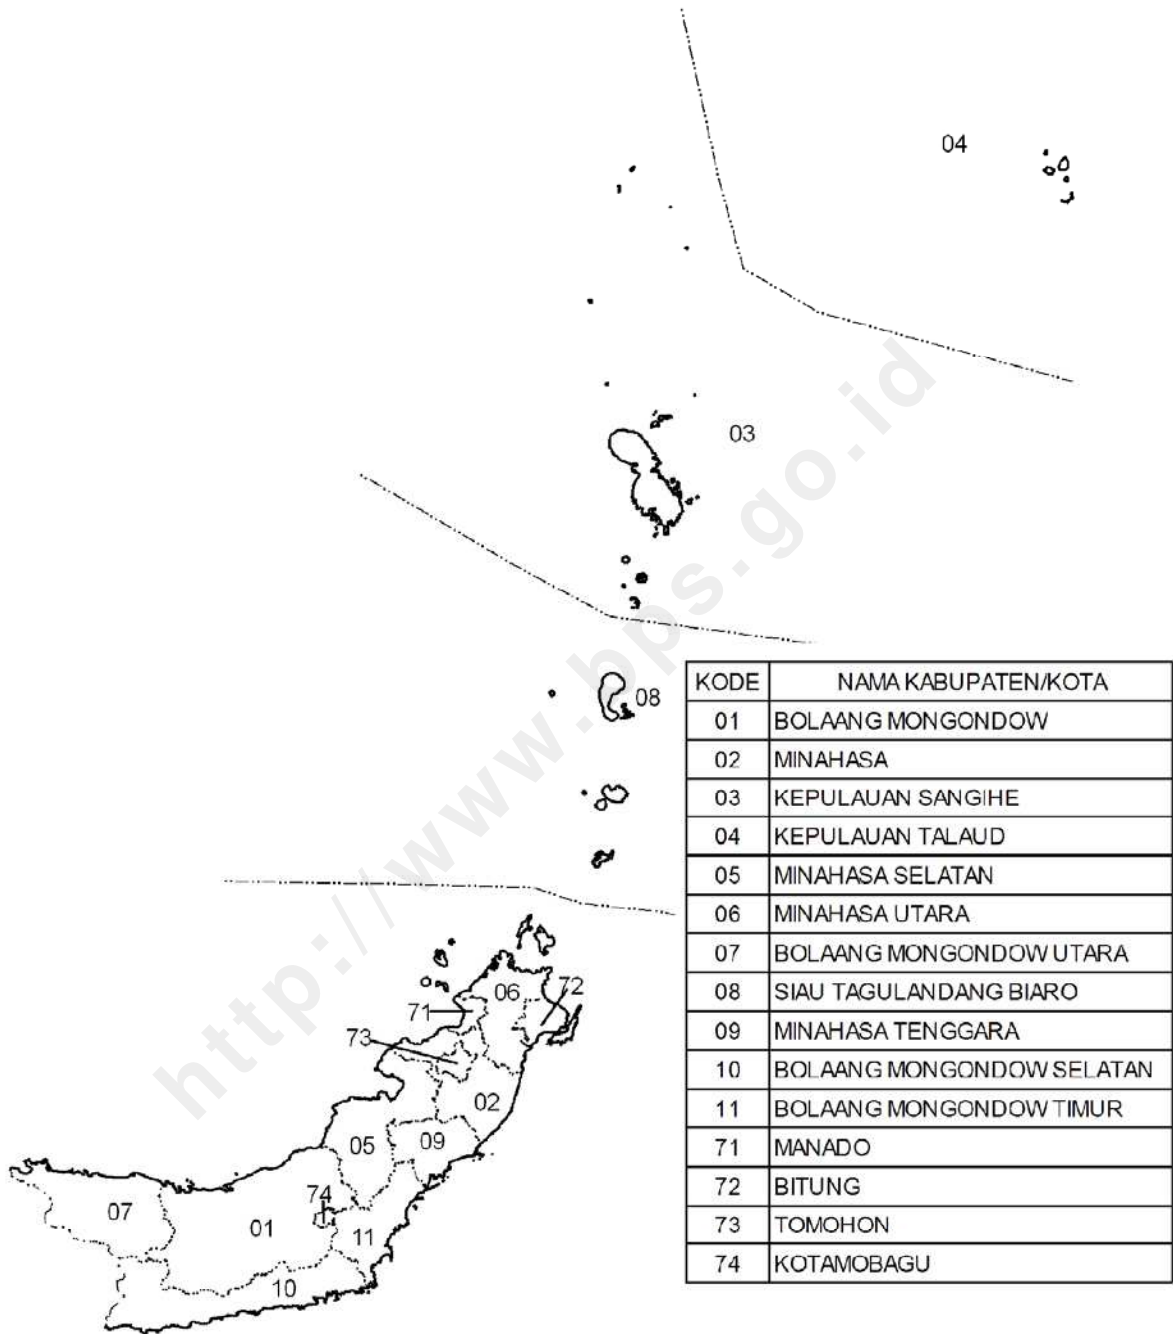 04
03
http://www.bps.go.id
08
KODE NAMA KABUPATEN/KOTA
01 BOLAANG MONGONDOW
02 MINAHASA
03 KEPULAUAN SANGIHE
04 KEPULAUAN TALAUD
05 MINAHASA SELATAN
06 MINAHASA UTARA
07 BOLAANG MONGONDOW UTARA
08 SIAU TAGULANDANG BIARO
09 MINAHASA TENGGARA
10 BOLAANG MONGONDOW SELATAN
11 BOLAANG MONGONDOW TIMUR
71 MANADO
72 BITUNG
73 TOMOHON
74 KOTAMOBAGU
72
06
71
73
02
05
09
74
07
01
11
10